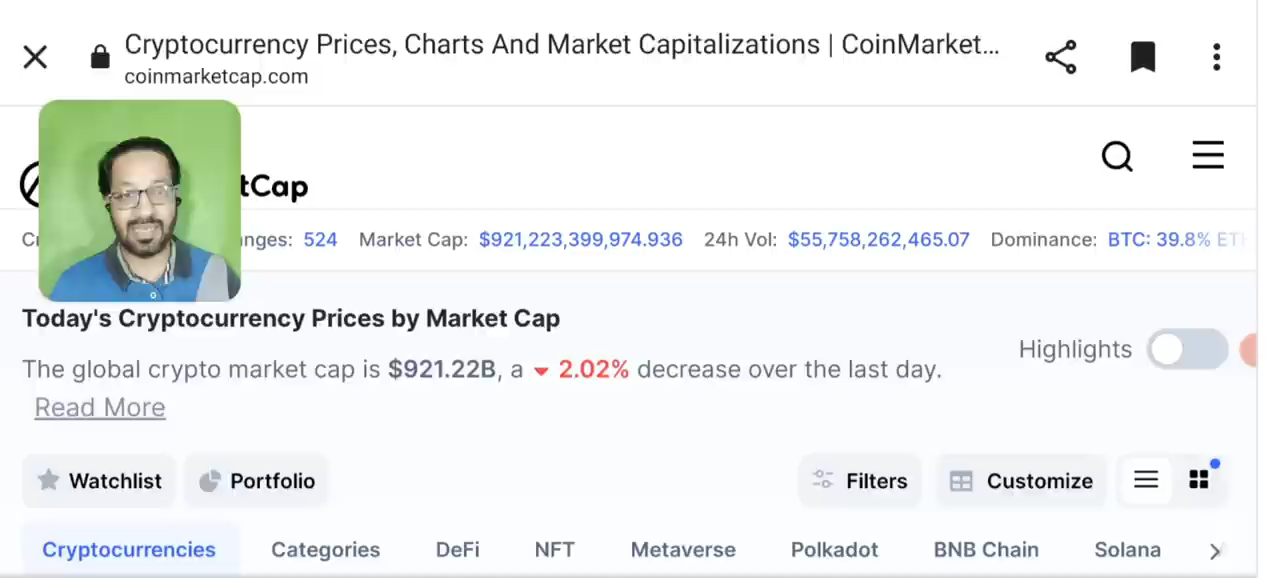 Cryptocurrency Prices, Charts And Market Capitalizations | CoinMarket...
coinmarketcap.com
tCap
nges: 524 Market Cap: $921,223,399,974.936 24h Vol: $55,758,262,465.07 Dominance: BTC: 39.8% ETH
Today's Cryptocurrency Prices by Market Cap
Highlights
The global crypto market cap is $921.22B, a 2.02% decrease over the last day.
Read More
Watchlist Portfolio Filters Customize
Cryptocurrencies Categories DeFi NFT Metaverse Polkadot BNB Chain Solana